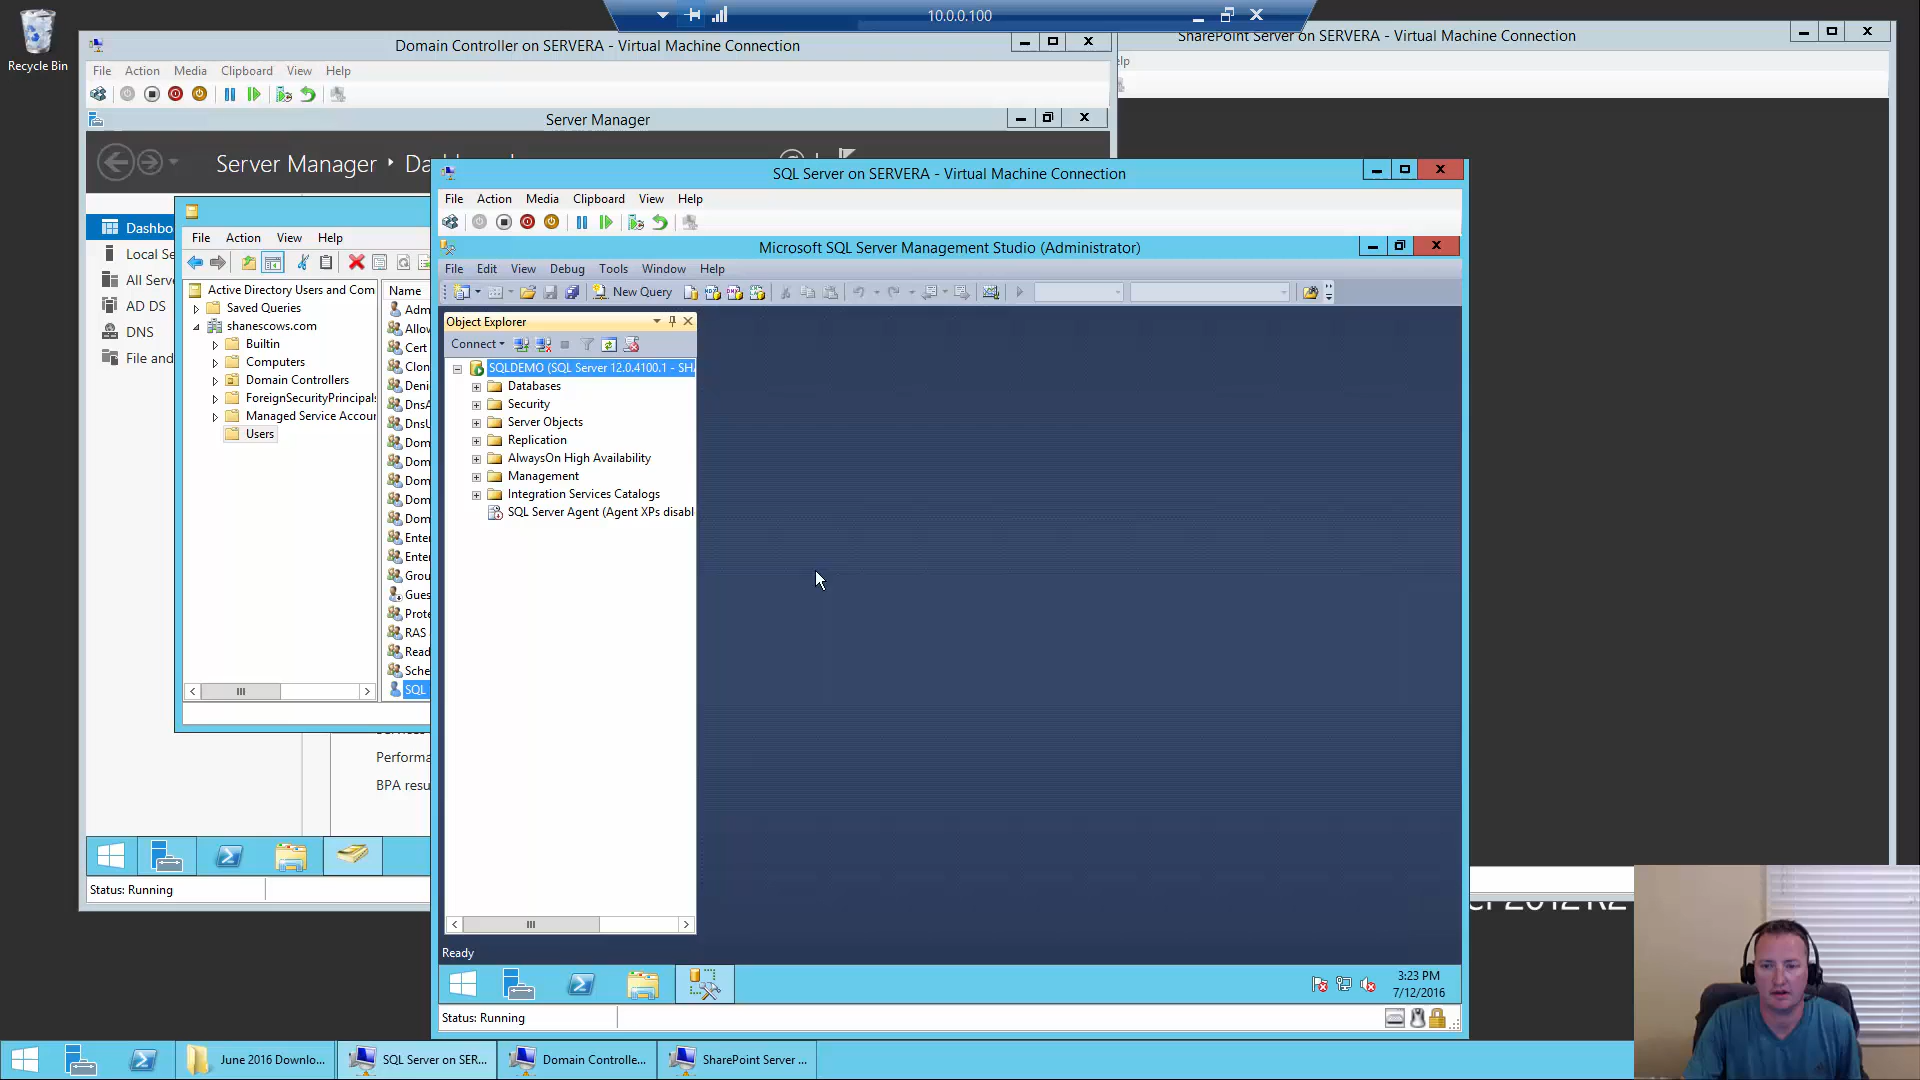 Recycle Bin
10.0.0.100
Domain Controller on SERVERA - Virtual Machine Connection
SharePoint Server on SERVERA - Virtual Machine Connection
File Action Media Clipboard View Help
elp
Server Manager
Server Manager
Dashbo
Local Se
All Serve
AD DS
DNS
File and
File Action View Help
Active Directory Users and Com
Saved Queries
shanescows.com
Builtin
Computers
Domain Controllers
ForeignSecurityPrincipals
Managed Service Accour
Users
Name
Adm
Allov
Cert
Clon
Deni
DnsA
DnsU
Dom
Dom
Dom
Dom
Dom
Enter
Enter
Grou
Gues
Prote
RAS
Read
Sche
SQL
Performa
BPA resu
Status: Running
SQL Server on SERVERA - Virtual Machine Connection
File Action Media Clipboard View Help
Microsoft SQL Server Management Studio (Administrator)
File Edit View Debug Tools Window Help
New Query
Object Explorer
Connect
SQLDEMO (SQL Server 12.0.4100.1 - SHA
Databases
Security
Server Objects
Replication
AlwaysOn High Availability
Management
Integration Services Catalogs
SQL Server Agent (Agent XPs disabl
Ready
3:23 PM
7/12/2016
Status: Running
June 2016 Downlo...
SQL Server on SER...
Domain Controlle...
SharePoint Server ...